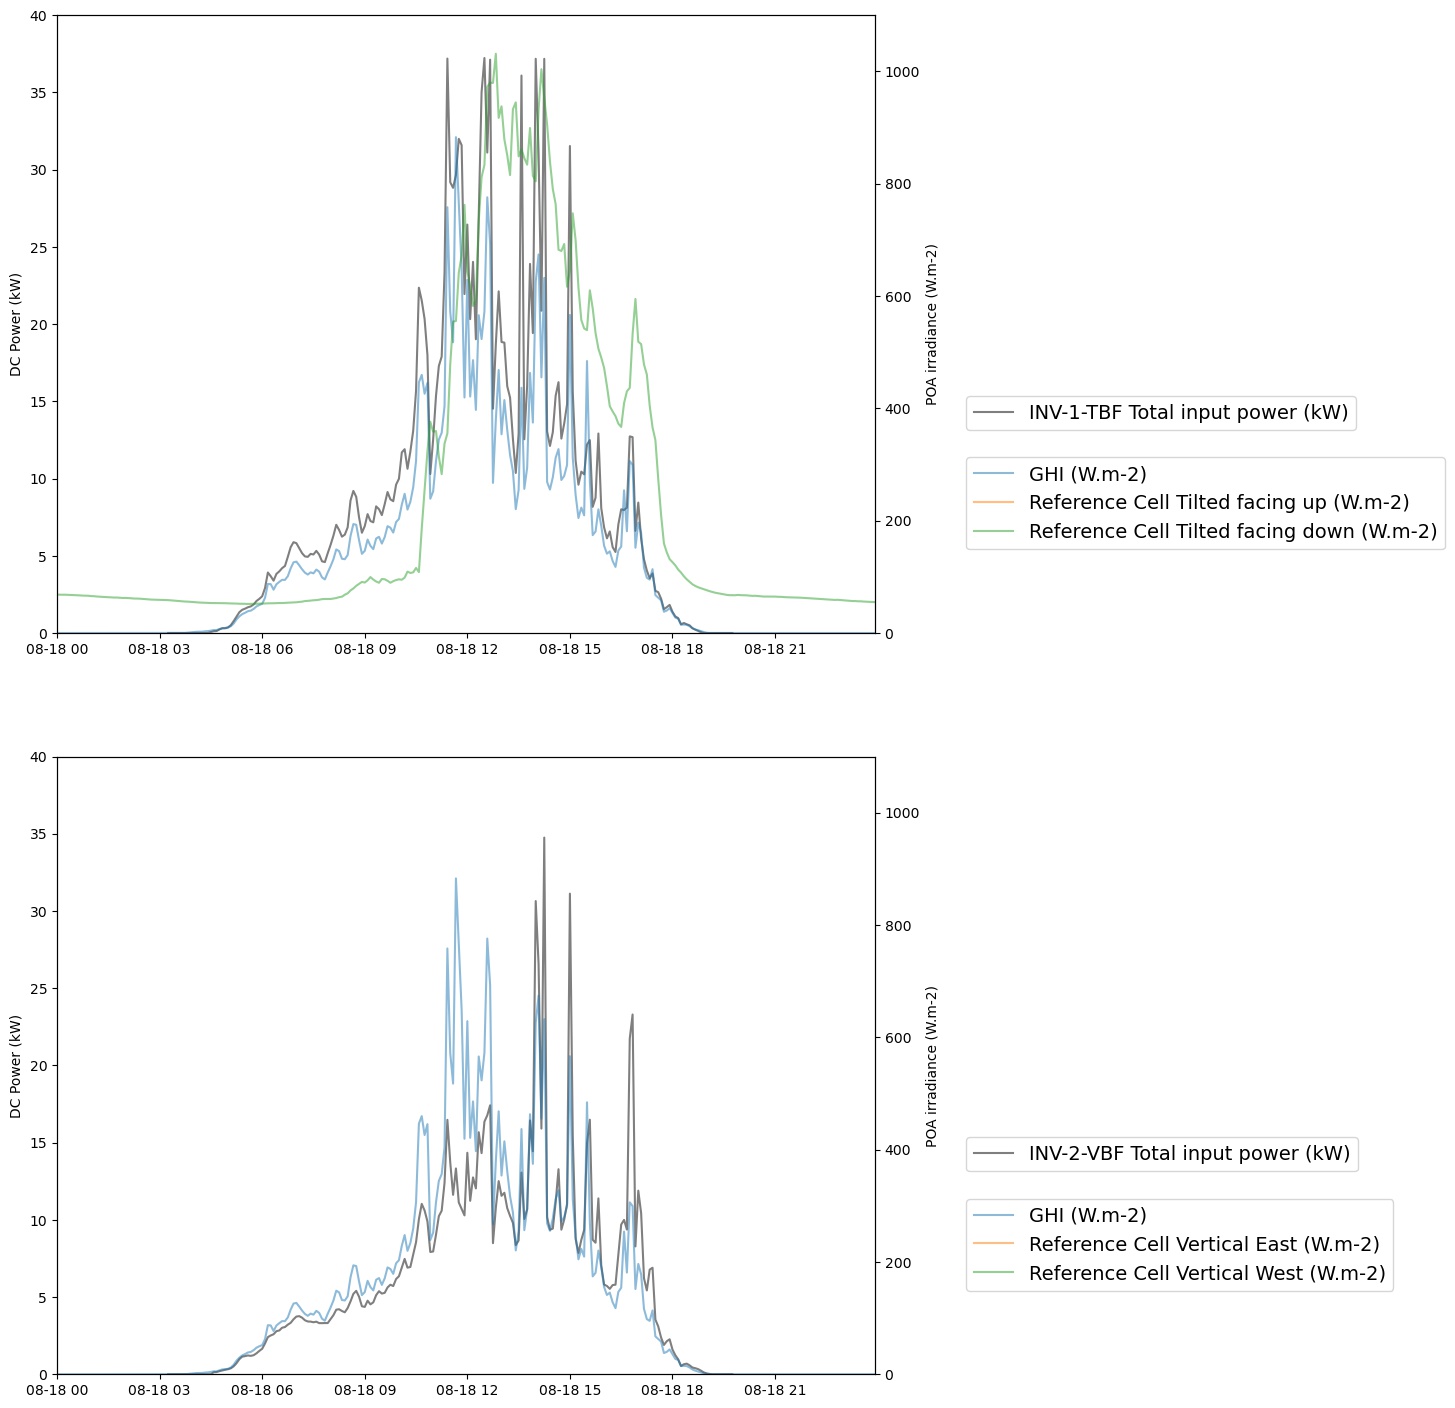 40
35
30
25
20
15
10
5
0
DC Power (kW)
1000
800
600
400
200
0
POA irradiance (W.m-2)
08-18 00 08-18 03 08-18 06 08-18 09 08-18 12 08-18 15 08-18 18 08-18 21
INV-1-TBF Total input power (kW)
GHI (W.m-2)
Reference Cell Tilted facing up (W.m-2)
Reference Cell Tilted facing down (W.m-2)
40
35
30
25
20
15
10
5
0
DC Power (kW)
1000
800
600
400
200
0
POA irradiance (W.m-2)
08-18 00 08-18 03 08-18 06 08-18 09 08-18 12 08-18 15 08-18 18 08-18 21
INV-2-VBF Total input power (kW)
GHI (W.m-2)
Reference Cell Vertical East (W.m-2)
Reference Cell Vertical West (W.m-2)